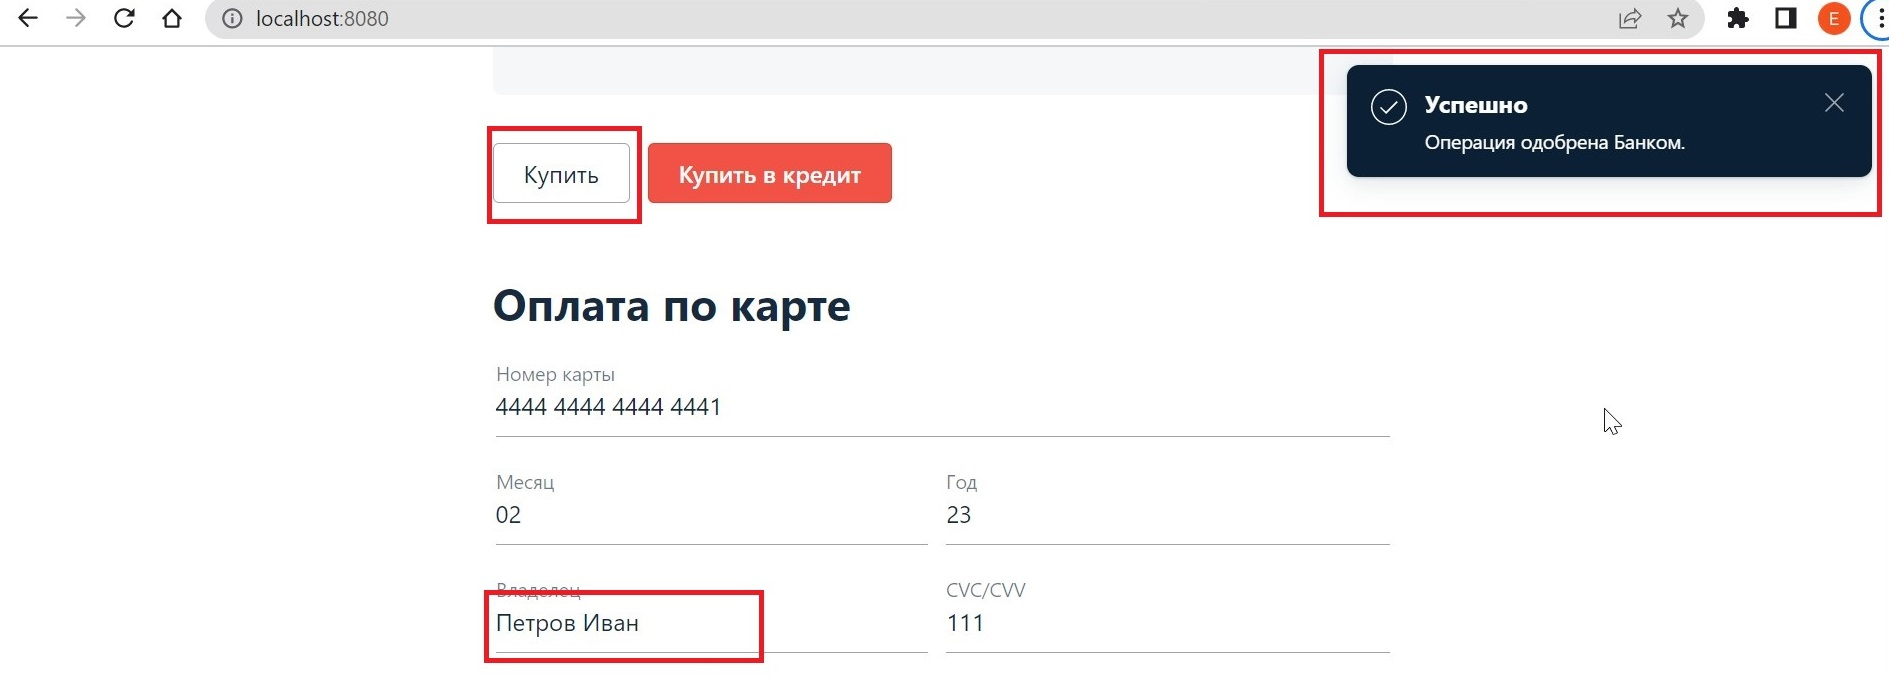 localhost:8080
E
Успешно
Операция одобрена Банком.
Купить
Купить в кредит
Оплата по карте
Номер карты
4444 4444 4444 4441
Месяц
Год
02
23
Владелец
CVC/CVV
Петров Иван
111